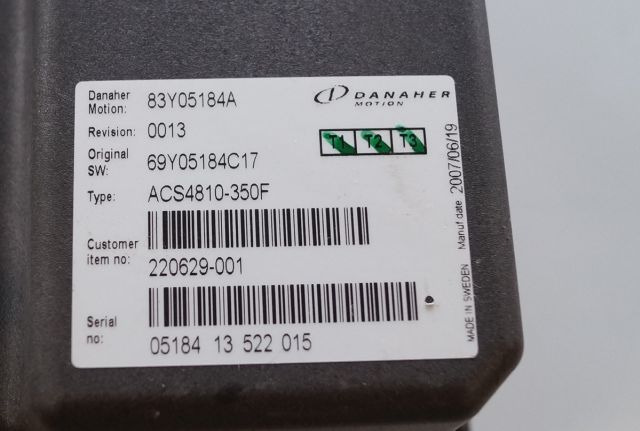 Danaher Motion: 83Y05184A
DANAHER
MOTION
Revision: 0013
T1 T2 T3
Original SW: 69Y05184C17
Type: ACS4810-350F
Customer item no: 220629-001
Serial no: 05184 13 522 015
MADE IN SWEDEN Manuf date 2007/06/19